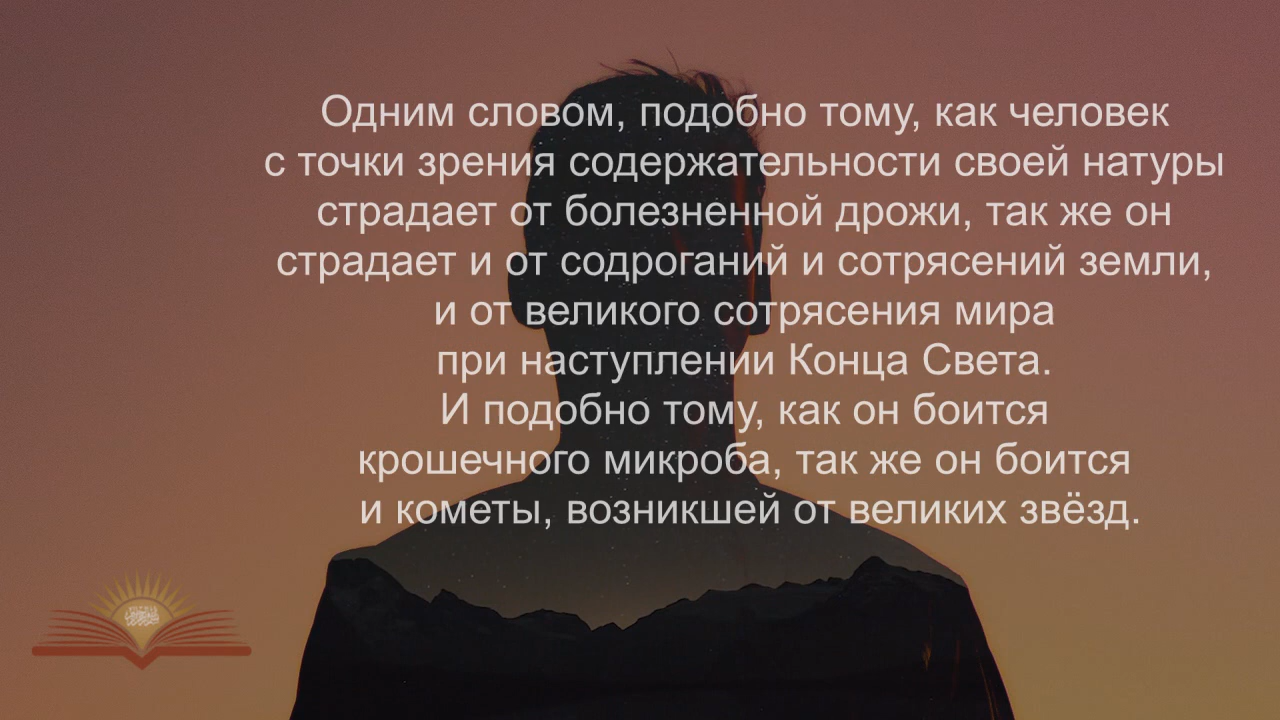 Одним словом, подобно тому, как человек
с точки зрения содержательности своей натуры
страдает от болезненной дрожи, так же он
страдает и от содроганий и сотрясений земли,
и от великого сотрясения мира
при наступлении Конца Света.
И подобно тому, как он боится
крошечного микроба, так же он боится
и кометы, возникшей от великих звёзд.